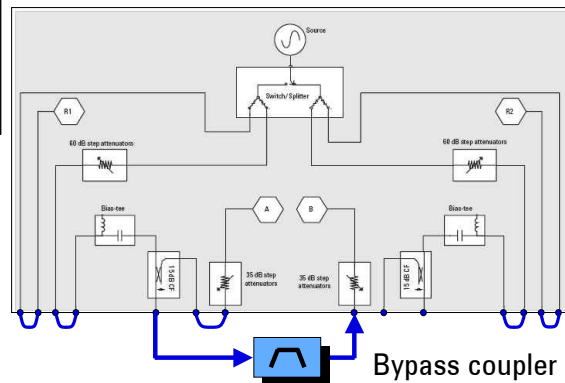 Source
Switch/Splitter
R1
R2
60 dB step attenuators
60 dB step attenuators
Bias-tee
A
B
Bias-tee
15 dB CF
35 dB step
attenuators
35 dB step
attenuators
15 dB CF
Bypass coupler